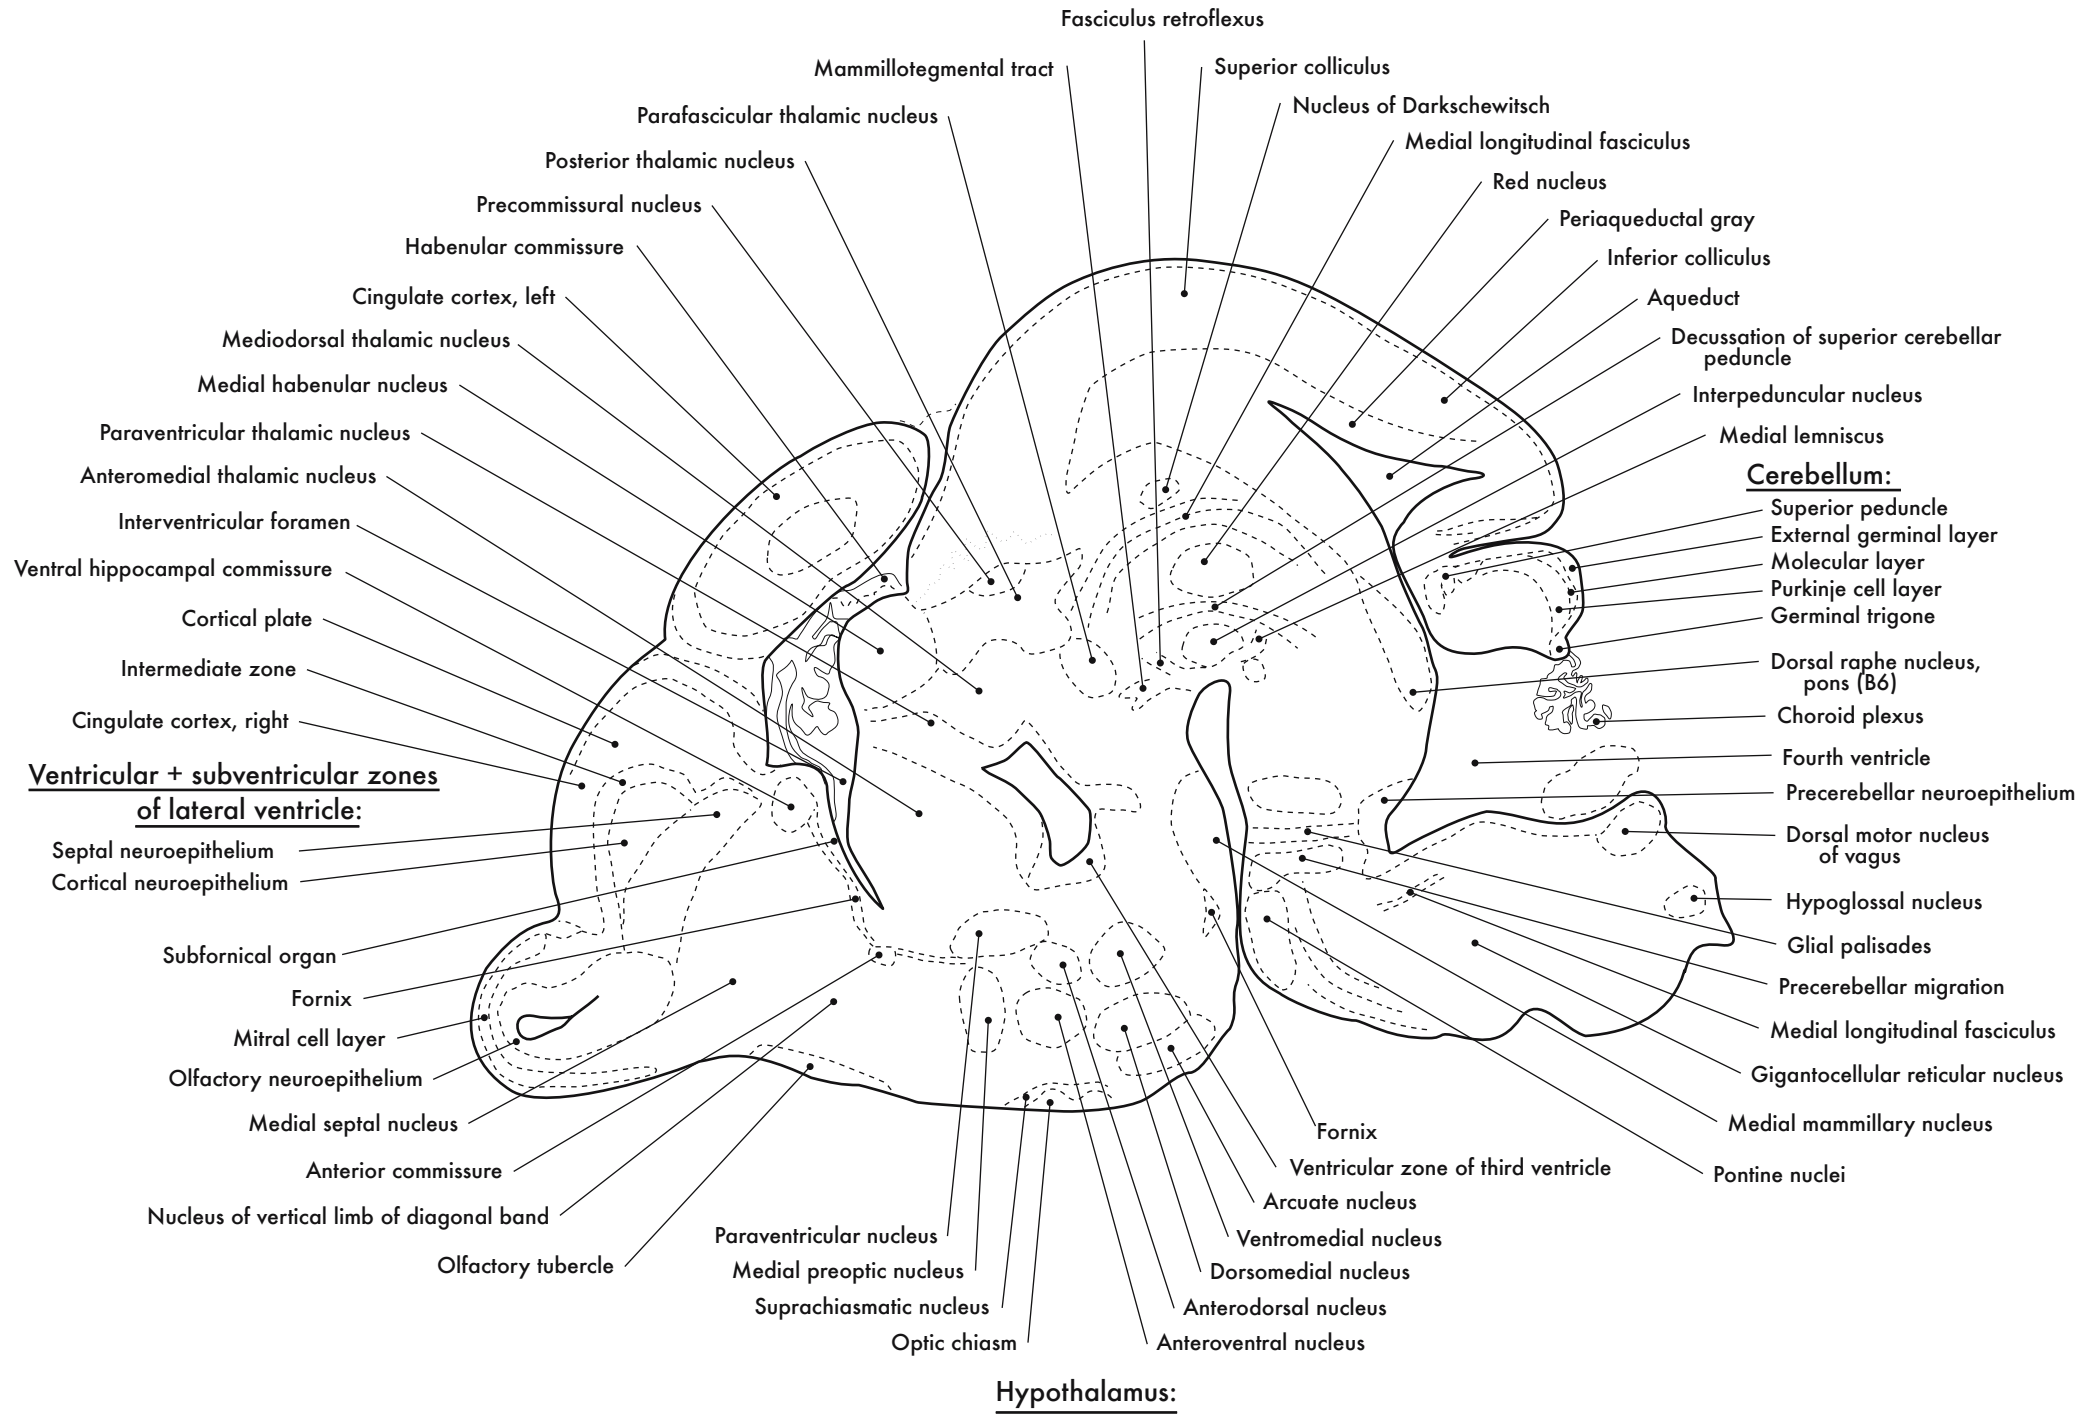 Fasciculus retroflexus
Mammillotegmental tract
Superior colliculus
Parafascicular thalamic nucleus
Nucleus of Darkschewitsch
Posterior thalamic nucleus
Medial longitudinal fasciculus
Precommissural nucleus
Red nucleus
Habenular commissure
Periaqueductal gray
Cingulate cortex, left
Inferior colliculus
Mediodorsal thalamic nucleus
Aqueduct
Medial habenular nucleus
Decussation of superior cerebellar
peduncle
Paraventricular thalamic nucleus
Interpeduncular nucleus
Anteromedial thalamic nucleus
Medial lemniscus
Interventricular foramen
Cerebellum:
Superior peduncle
External germinal layer
Molecular layer
Purkinje cell layer
Germinal trigone
Ventral hippocampal commissure
Cortical plate
Intermediate zone
Cingulate cortex, right
Dorsal raphe nucleus,
pons (B6)
Choroid plexus
Fourth ventricle
Precerebellar neuroepithelium
Dorsal motor nucleus
of vagus
Hypoglossal nucleus
Glial palisades
Precerebellar migration
Medial longitudinal fasciculus
Gigantocellular reticular nucleus
Medial mammillary nucleus
Pontine nuclei
Ventricular + subventricular zones
of lateral ventricle:
Septal neuroepithelium
Cortical neuroepithelium
Subfornical organ
Fornix
Mitral cell layer
Olfactory neuroepithelium
Medial septal nucleus
Anterior commissure
Nucleus of vertical limb of diagonal band
Olfactory tubercle
Fornix
Ventricular zone of third ventricle
Arcuate nucleus
Paraventricular nucleus
Ventromedial nucleus
Medial preoptic nucleus
Dorsomedial nucleus
Suprachiasmatic nucleus
Anterodorsal nucleus
Optic chiasm
Anteroventral nucleus
Hypothalamus: